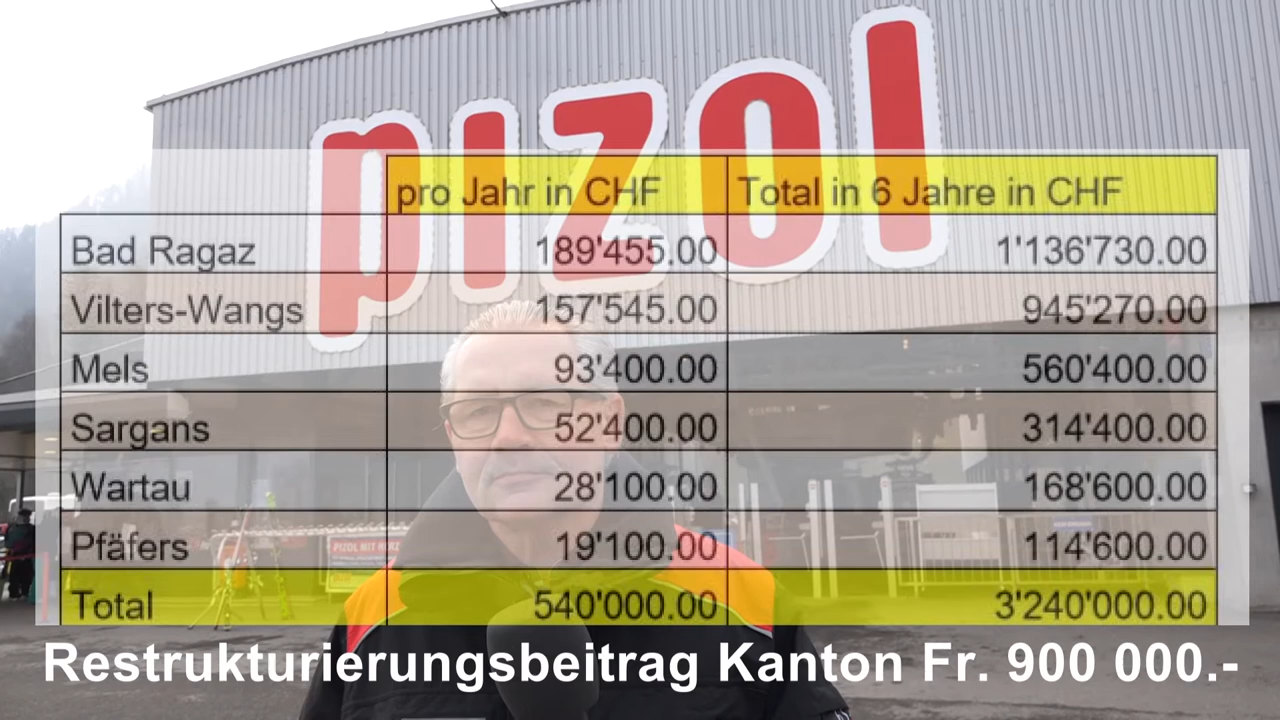 pizol
pro Jahr in CHF Total in 6 Jahre in CHF
Bad Ragaz 189'455.00 1'136'730.00
Vilters-Wangs 157'545.00 945'270.00
Mels 93'400.00 560'400.00
Sargans 52'400.00 314'400.00
Wartau 28'100.00 168'600.00
Pfäfers 19'100.00 114'600.00
PIZOL MIT HERZ
Total 540'000.00 3'240'000.00
Restrukturierungsbeitrag Kanton Fr. 900 000.-